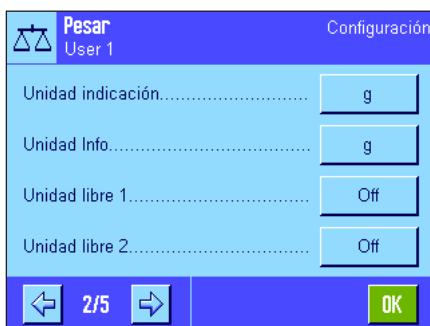 Pesar
Configuración
User 1
Unidad indicación.......................... g
Unidad Info................................... g
Unidad libre 1............................... Off
Unidad libre 2............................... Off
2/5
OK